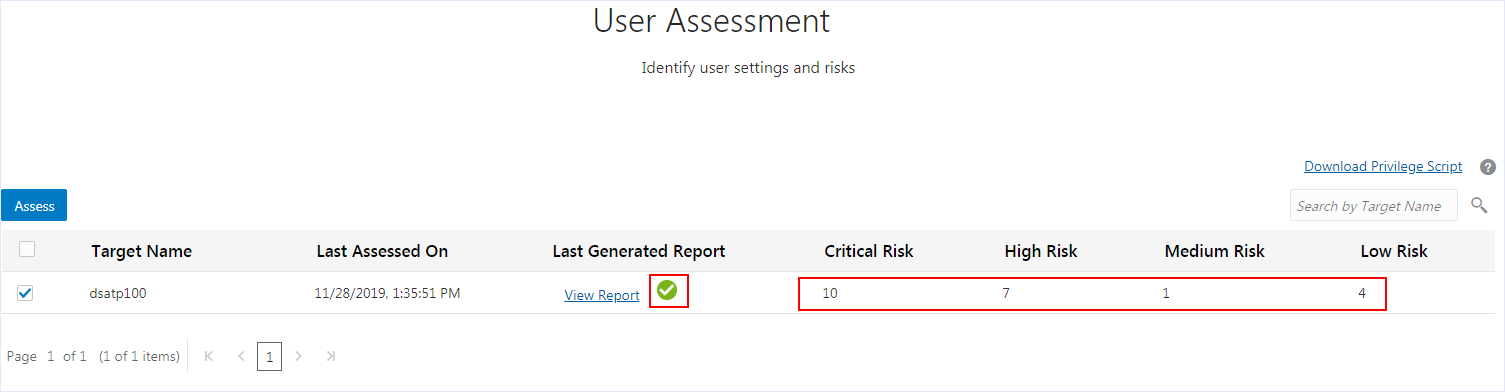 User Assessment
Identify user settings and risks
Download Privilege Script ?
Assess
Search by Target Name
Target Name Last Assessed On Last Generated Report Critical Risk High Risk Medium Risk Low Risk
dsatp100 11/28/2019, 1:35:51 PM View Report 10 7 1 4
Page 1 of 1 (1 of 1 items) 1